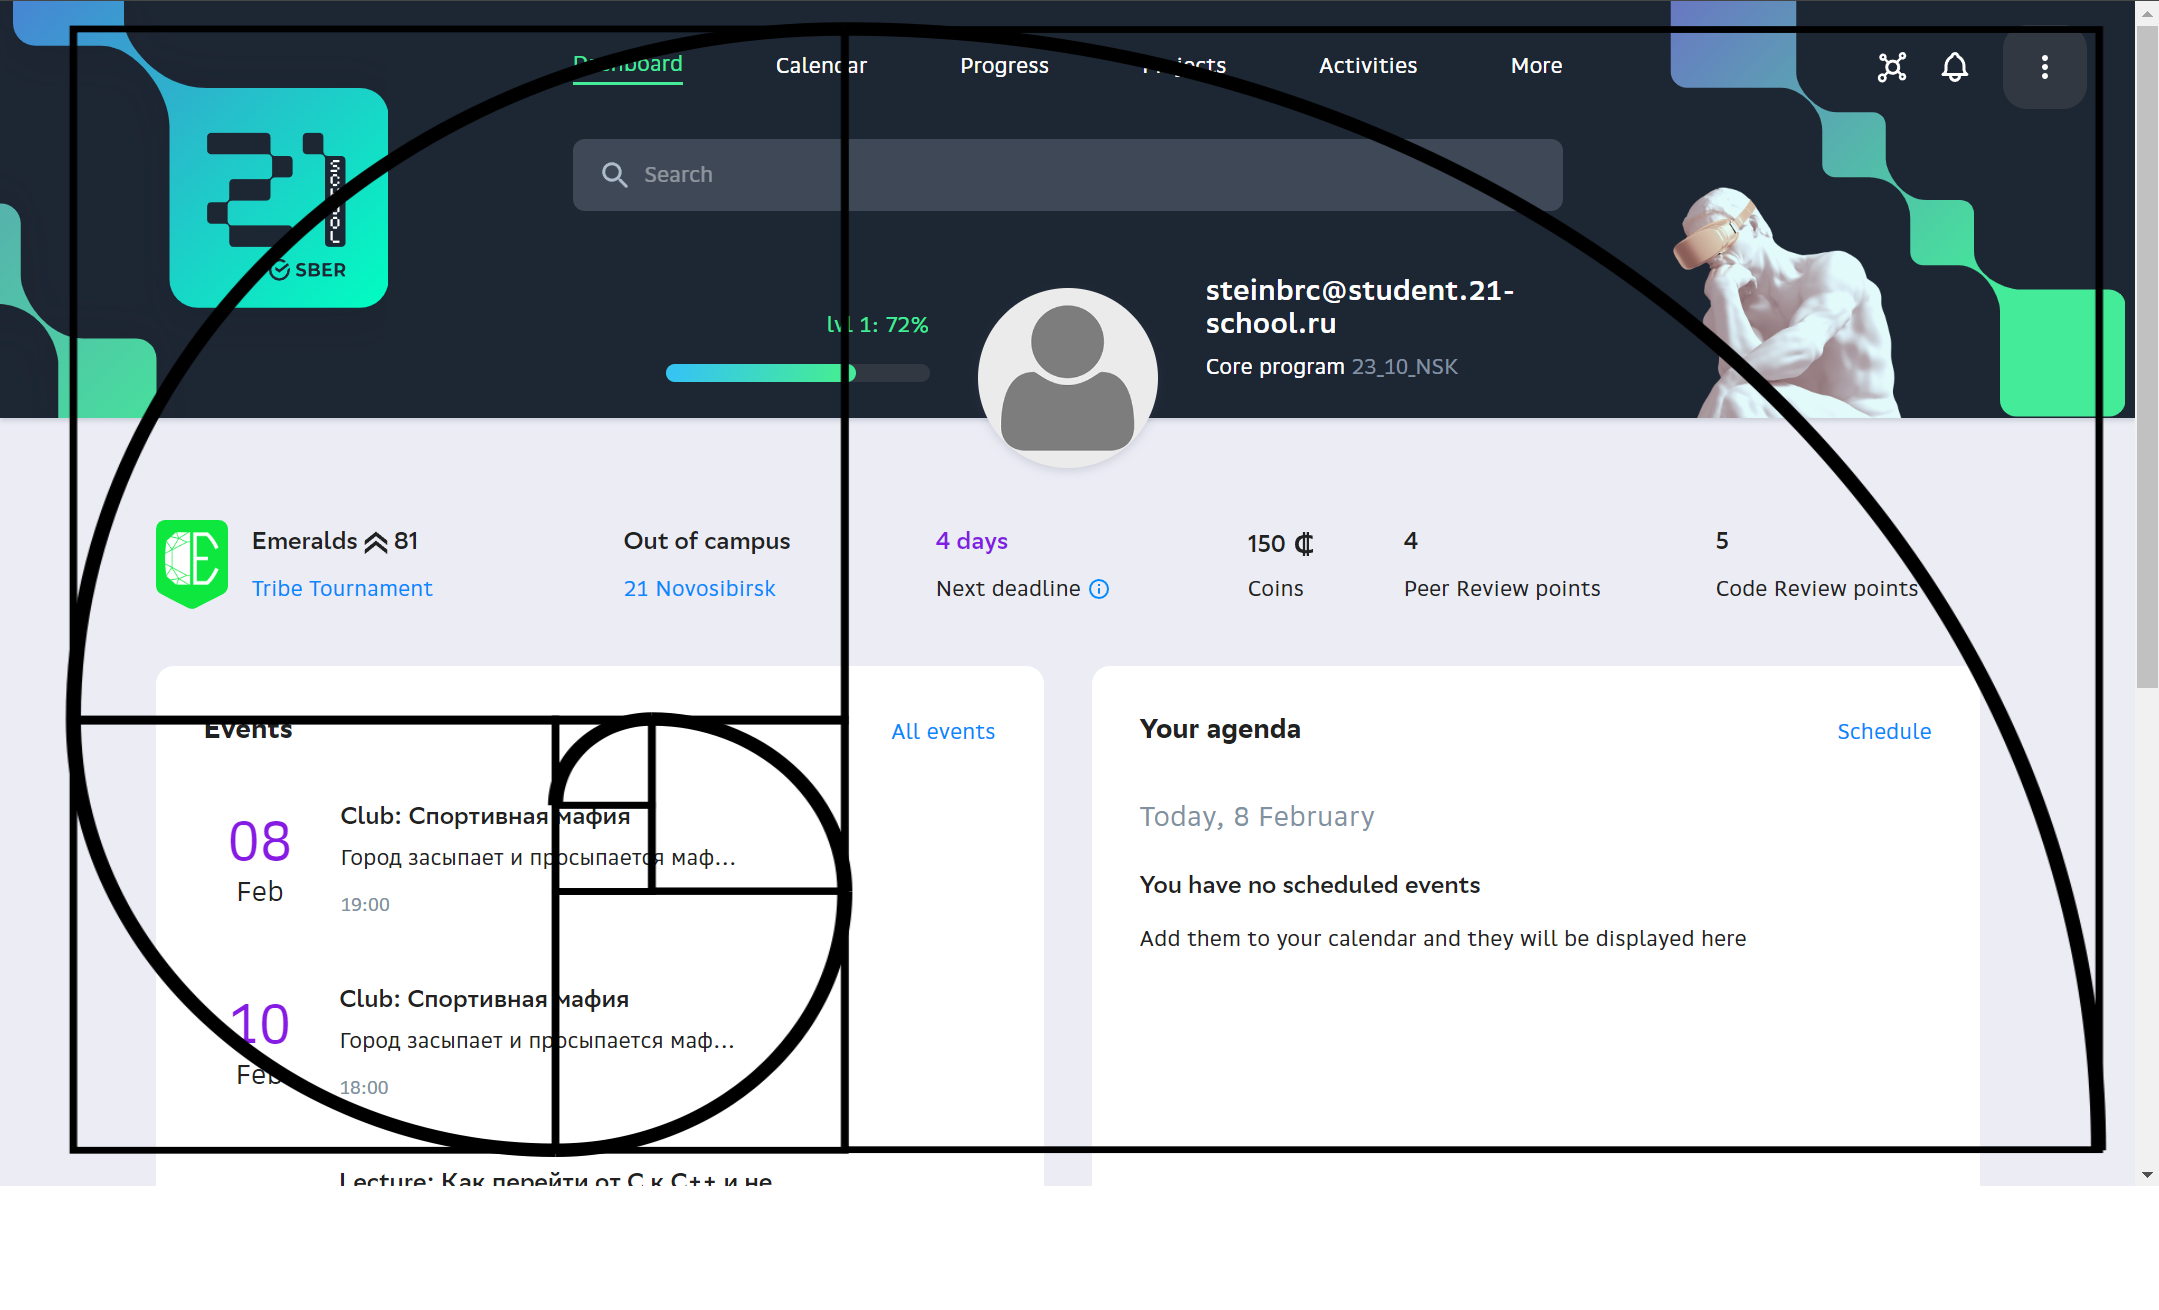 Dashboard
Calendar
Progress
Projects
Activities
More
21
SCHOOL
SBER
Search
lvl 1: 72%
steinbrc@student.21-
school.ru
Core program 23_10_NSK
Emeralds 81
Tribe Tournament
Out of campus
21 Novosibirsk
4 days
Next deadline
150
Coins
4
Peer Review points
5
Code Review points
Events
All events
08
Feb
Club: Спортивная мафия
Город засыпает и просыпается маф...
19:00
10
Feb
Club: Спортивная мафия
Город засыпает и просыпается маф...
18:00
Lecture: Как перейти от С к С++ и не
Your agenda
Schedule
Today, 8 February
You have no scheduled events
Add them to your calendar and they will be displayed here